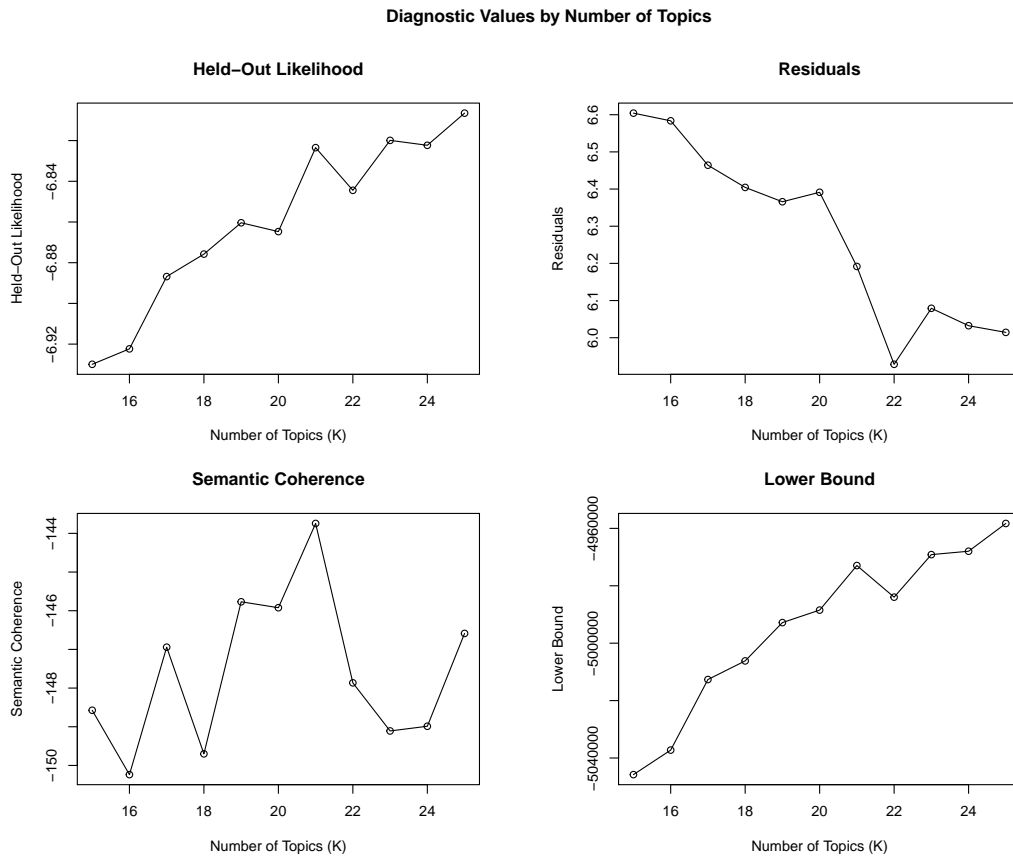 Diagnostic Values by Number of Topics
Held−Out Likelihood
Held−Out Likelihood
−6.84
−6.88
−6.92
16 18 20 22 24
Number of Topics (K)
Residuals
Residuals
6.6
6.5
6.4
6.3
6.2
6.1
6.0
16 18 20 22 24
Number of Topics (K)
Semantic Coherence
Semantic Coherence
−144
−146
−148
−150
16 18 20 22 24
Number of Topics (K)
Lower Bound
Lower Bound
−4960000
−5000000
−5040000
16 18 20 22 24
Number of Topics (K)